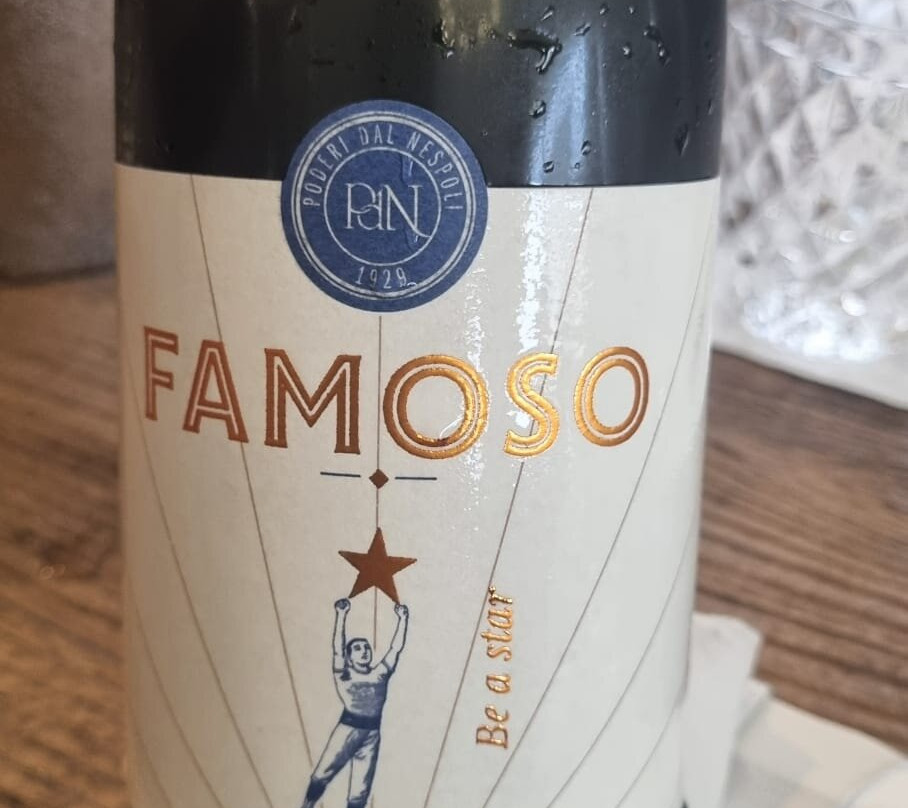 PODERI DAL NESPOLI
PdN
1929
FAMOSO
Be a star